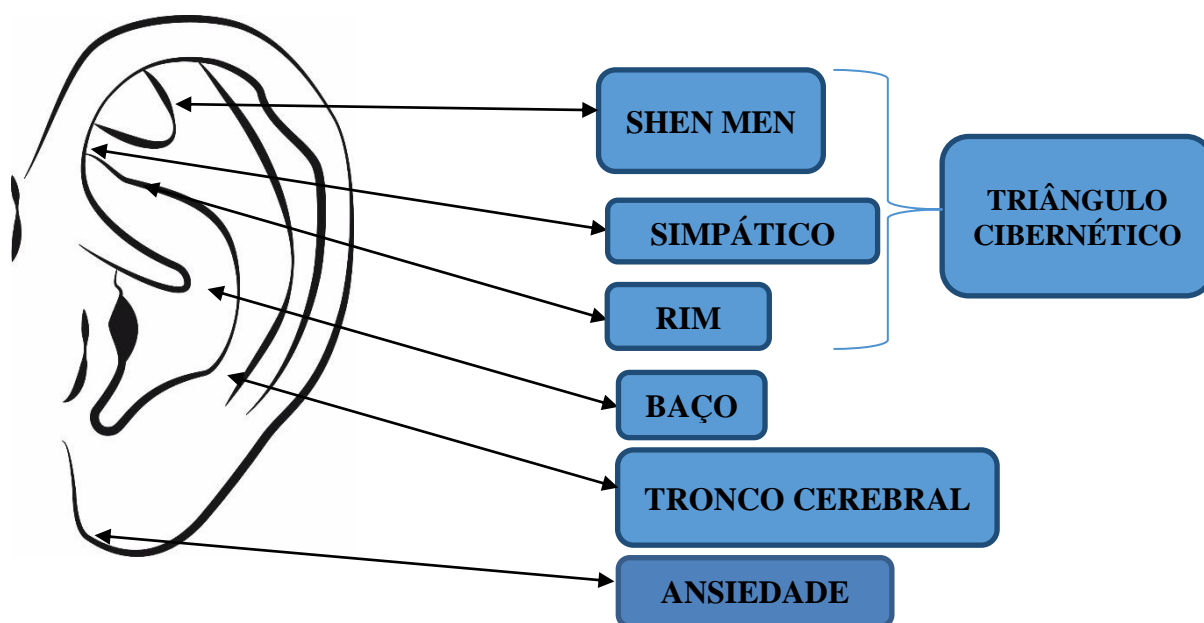 SHEN MEN
SIMPÁTICO
RIM
TRIÂNGULO
CIBERNÉTICO
BAÇO
TRONCO CEREBRAL
ANSIEDADE